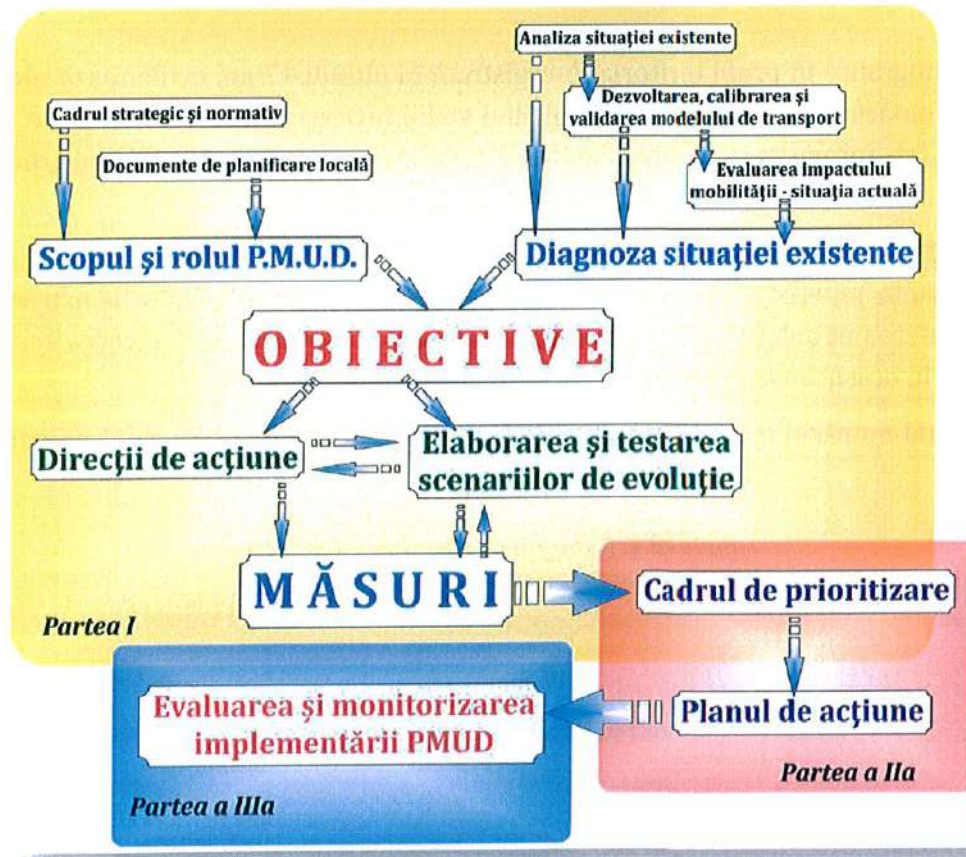 Analiza situației existente
Cadrul strategic și normativ
Dezvoltarea, calibrarea și
validarea modelului de transport
Documente de planificare locală
Evaluarea impactului
mobilității - situația actuală
Scopul și rolul P.M.U.D.
Diagnoza situației existente
OBIECTIVE
Direcții de acțiune
Elaborarea și testarea
scenariilor de evoluție
MĂSURI
Cadrul de prioritizare
Partea I
Evaluarea și monitorizarea
implementării PMUD
Planul de acțiune
Partea a IIa
Partea a IIIa